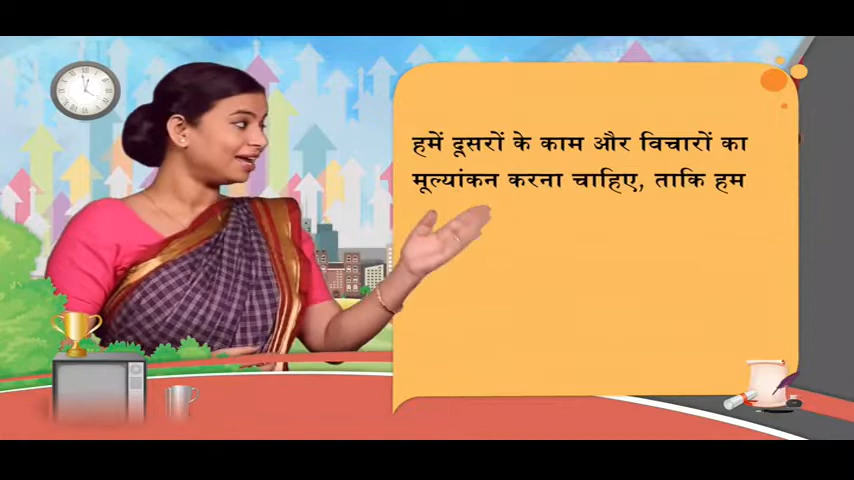 हमें दूसरों के काम और विचारों का
मूल्यांकन करना चाहिए, ताकि हम